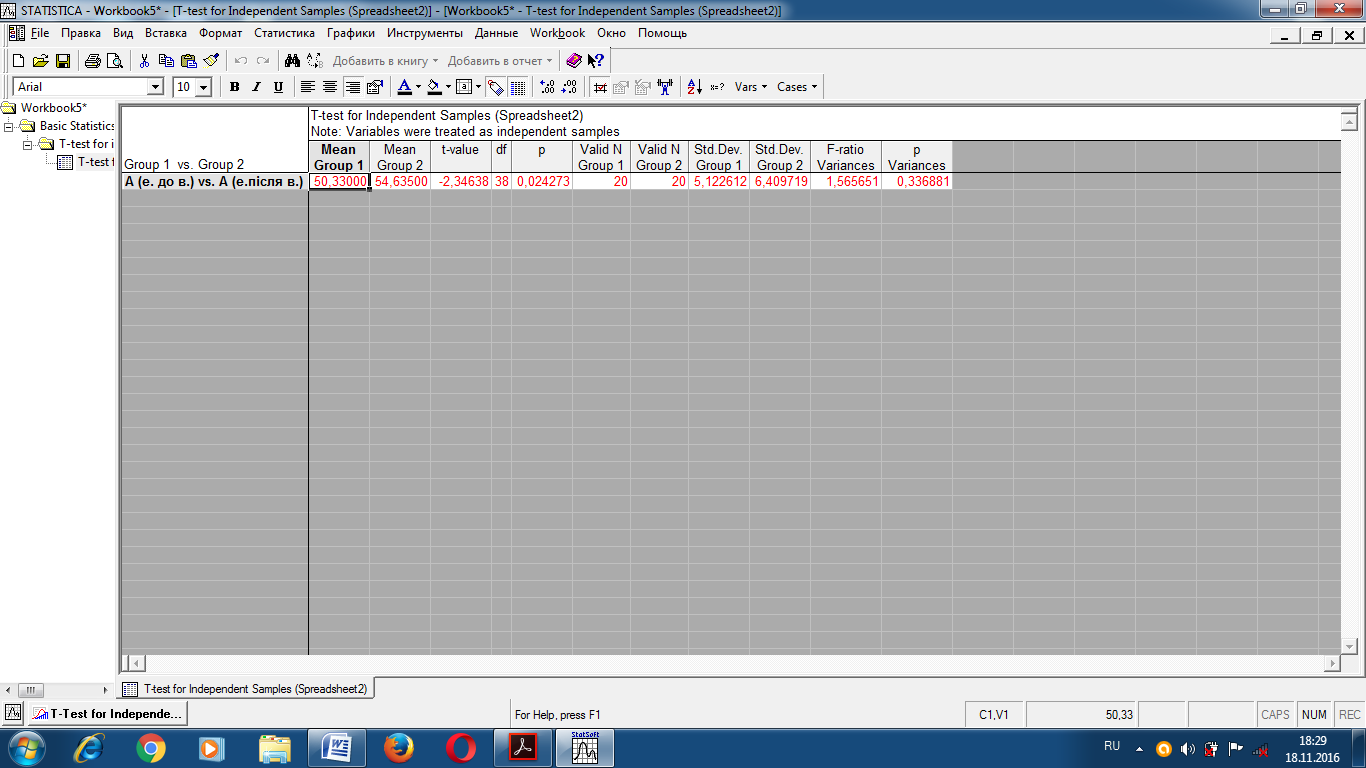 STATISTICA - Workbook5* - [T-test for Independent Samples (Spreadsheet2)] - [Workbook5* - T-test for Independent Samples (Spreadsheet2)]
File Правка Вид Вставка Формат Статистика Графики Инструменты Данные Workbook Окно Помощь
Добавить в книгу Добавить в отчет
Arial 10 B I U Vars Cases
Workbook5*
Basic Statistics
T-test for i
T-test f
T-test for Independent Samples (Spreadsheet2)
Note: Variables were treated as independent samples
Group 1 vs. Group 2
Mean Group 1
Mean Group 2
t-value
df
p
Valid N Group 1
Valid N Group 2
Std.Dev. Group 1
Std.Dev. Group 2
F-ratio Variances
p Variances
А (е. до в.) vs. А (е.після в.) 50,33000 54,63500 -2,34638 38 0,024273 20 20 5,122612 6,409719 1,565651 0,336881
T-test for Independent Samples (Spreadsheet2)
T-Test for Independe...
For Help, press F1
C1,V1 50,33 CAPS NUM REC
StatSoft
RU 18:29
18.11.2016